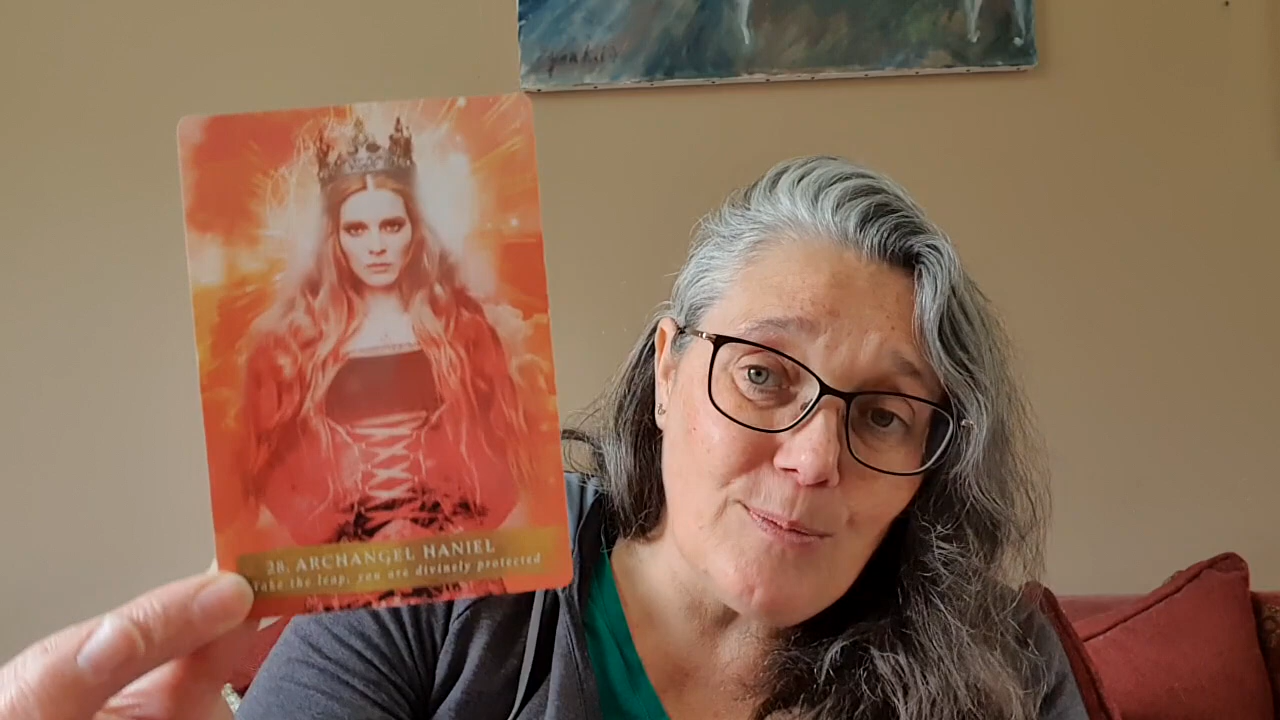 28. ARCHANGEL HANIEL
Take the leap, you are divinely protected